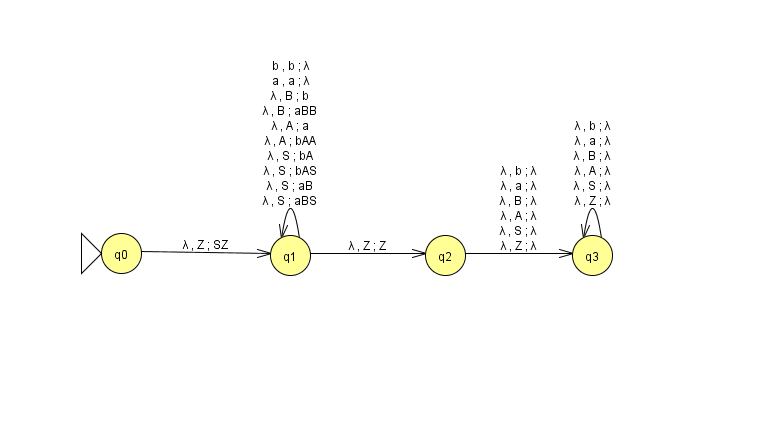 b , b ; λ
a , a ; λ
λ , B ; b
λ , B ; aBB
λ , A ; a
λ , A ; bAA
λ , S ; bA
λ , S ; bAS
λ , S ; aB
λ , S ; aBS
λ , b ; λ
λ , a ; λ
λ , B ; λ
λ , A ; λ
λ , S ; λ
λ , Z ; λ
λ , b ; λ
λ , a ; λ
λ , B ; λ
λ , A ; λ
λ , S ; λ
λ , Z ; λ
q0
λ , Z ; SZ
q1
λ , Z ; Z
q2
q3